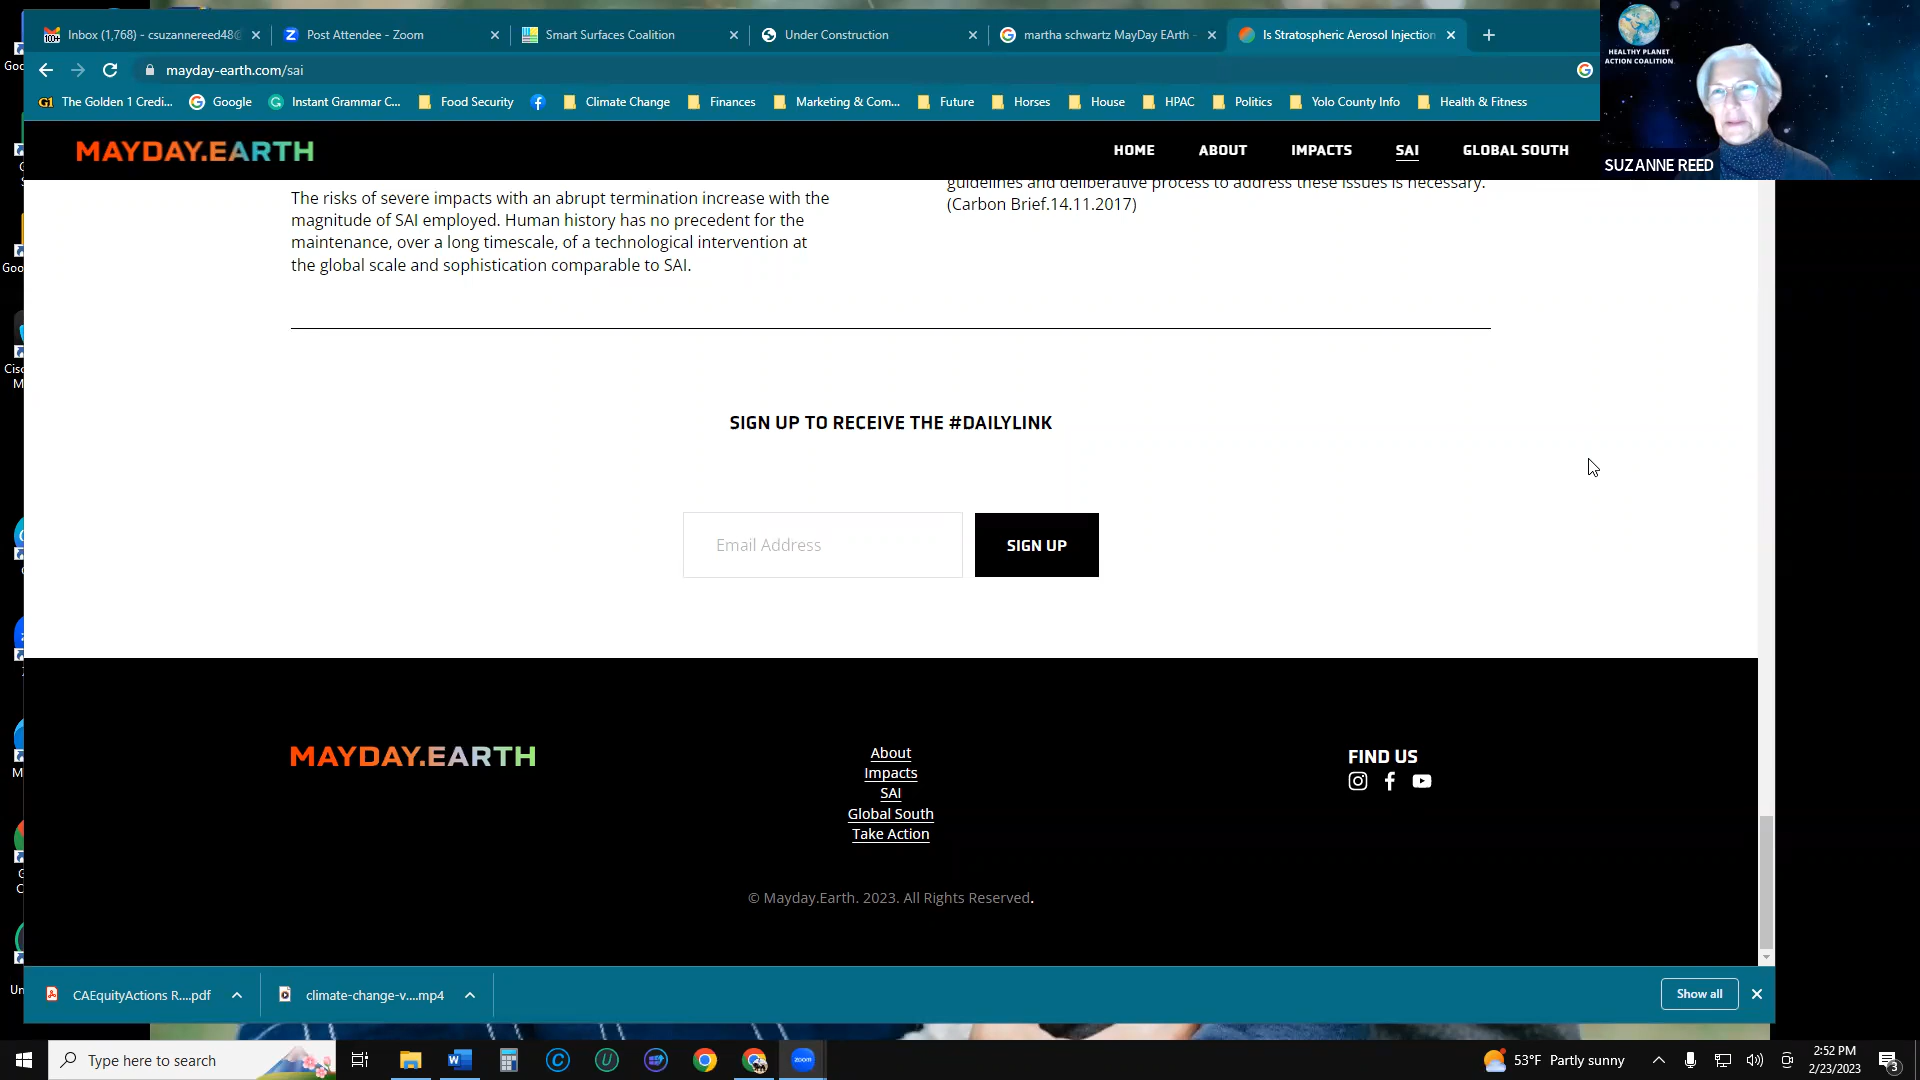 Inbox (1,768) - csuzannereed48@
Post Attendee - Zoom
Smart Surfaces Coalition
Under Construction
martha schwartz MayDay EArth -
Is Stratospheric Aerosol Injection
HEALTHY PLANET
ACTION COALITION
SUZANNE REED
mayday-earth.com/sai
The Golden 1 Credi...
Google
Instant Grammar C...
Food Security
Climate Change
Finances
Marketing & Com...
Future
Horses
House
HPAC
Politics
Yolo County Info
Health & Fitness
MAYDAY.EARTH
HOME
ABOUT
IMPACTS
SAI
GLOBAL SOUTH
The risks of severe impacts with an abrupt termination increase with the
magnitude of SAI employed. Human history has no precedent for the
maintenance, over a long timescale, of a technological intervention at
the global scale and sophistication comparable to SAI.
guidelines and deliberative process to address these issues is necessary.
(Carbon Brief.14.11.2017)
SIGN UP TO RECEIVE THE #DAILYLINK
Email Address
SIGN UP
MAYDAY.EARTH
About
Impacts
SAI
Global South
Take Action
FIND US
© Mayday.Earth. 2023. All Rights Reserved.
CAEquityActions R....pdf
climate-change-v....mp4
Show all
Type here to search
53°F Partly sunny
2:52 PM
2/23/2023
3